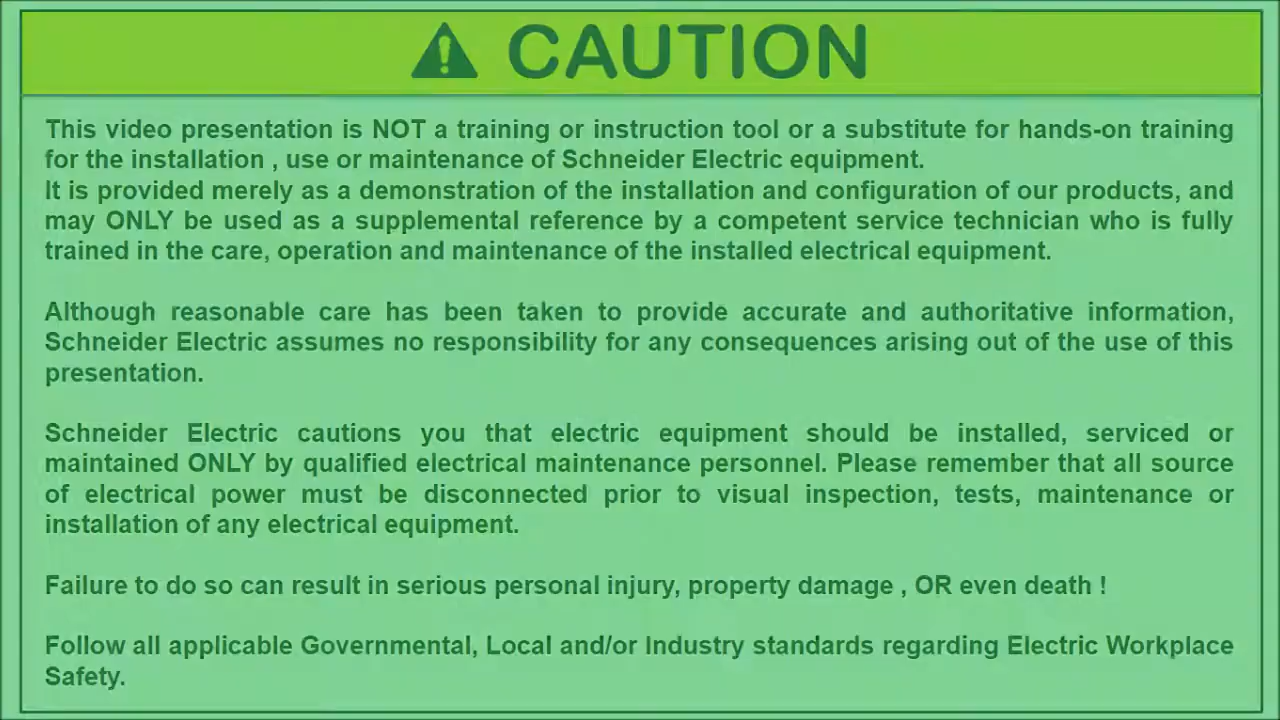 CAUTION
This video presentation is NOT a training or instruction tool or a substitute for hands-on training
for the installation , use or maintenance of Schneider Electric equipment.
It is provided merely as a demonstration of the installation and configuration of our products, and
may ONLY be used as a supplemental reference by a competent service technician who is fully
trained in the care, operation and maintenance of the installed electrical equipment.
Although reasonable care has been taken to provide accurate and authoritative information,
Schneider Electric assumes no responsibility for any consequences arising out of the use of this
presentation.
Schneider Electric cautions you that electric equipment should be installed, serviced or
maintained ONLY by qualified electrical maintenance personnel. Please remember that all source
of electrical power must be disconnected prior to visual inspection, tests, maintenance or
installation of any electrical equipment.
Failure to do so can result in serious personal injury, property damage , OR even death !
Follow all applicable Governmental, Local and/or Industry standards regarding Electric Workplace
Safety.